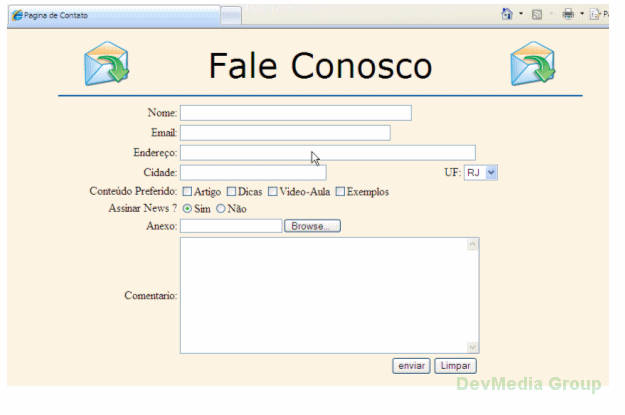 Pagina de Contato
Fale Conosco
Nome:
Email:
Endereço:
Cidade: UF: RJ
Conteúdo Preferido: Artigo Dicas Video-Aula Exemplos
Assinar News ? Sim Não
Anexo: Browse...
Comentario:
enviar Limpar
DevMedia Group